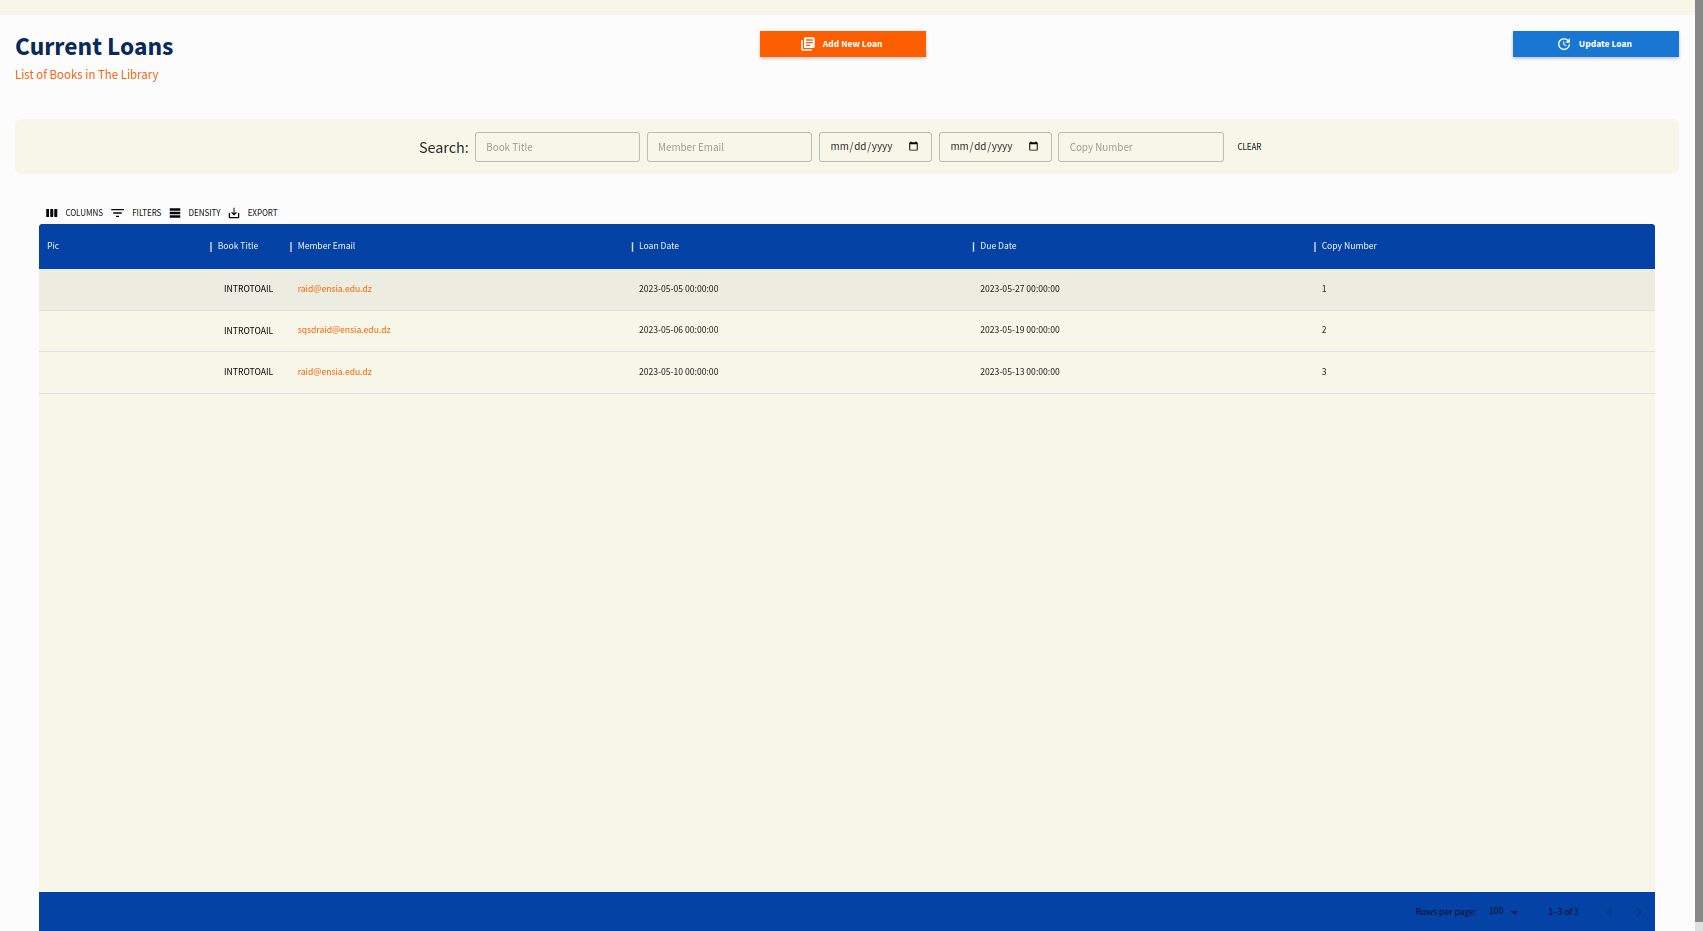 Current Loans
List of Books in The Library
Add New Loan
Update Loan
Search: Book Title Member Email mm/dd/yyyy mm/dd/yyyy Copy Number CLEAR
COLUMNS FILTERS DENSITY EXPORT
Pic Book Title Member Email Loan Date Due Date Copy Number
INTROTOAIL raid@ensia.edu.dz 2023-05-05 00:00:00 2023-05-27 00:00:00 1
INTROTOAIL sqsdraid@ensia.edu.dz 2023-05-06 00:00:00 2023-05-19 00:00:00 2
INTROTOAIL raid@ensia.edu.dz 2023-05-10 00:00:00 2023-05-13 00:00:00 3
Rows per page: 100 1–3 of 3